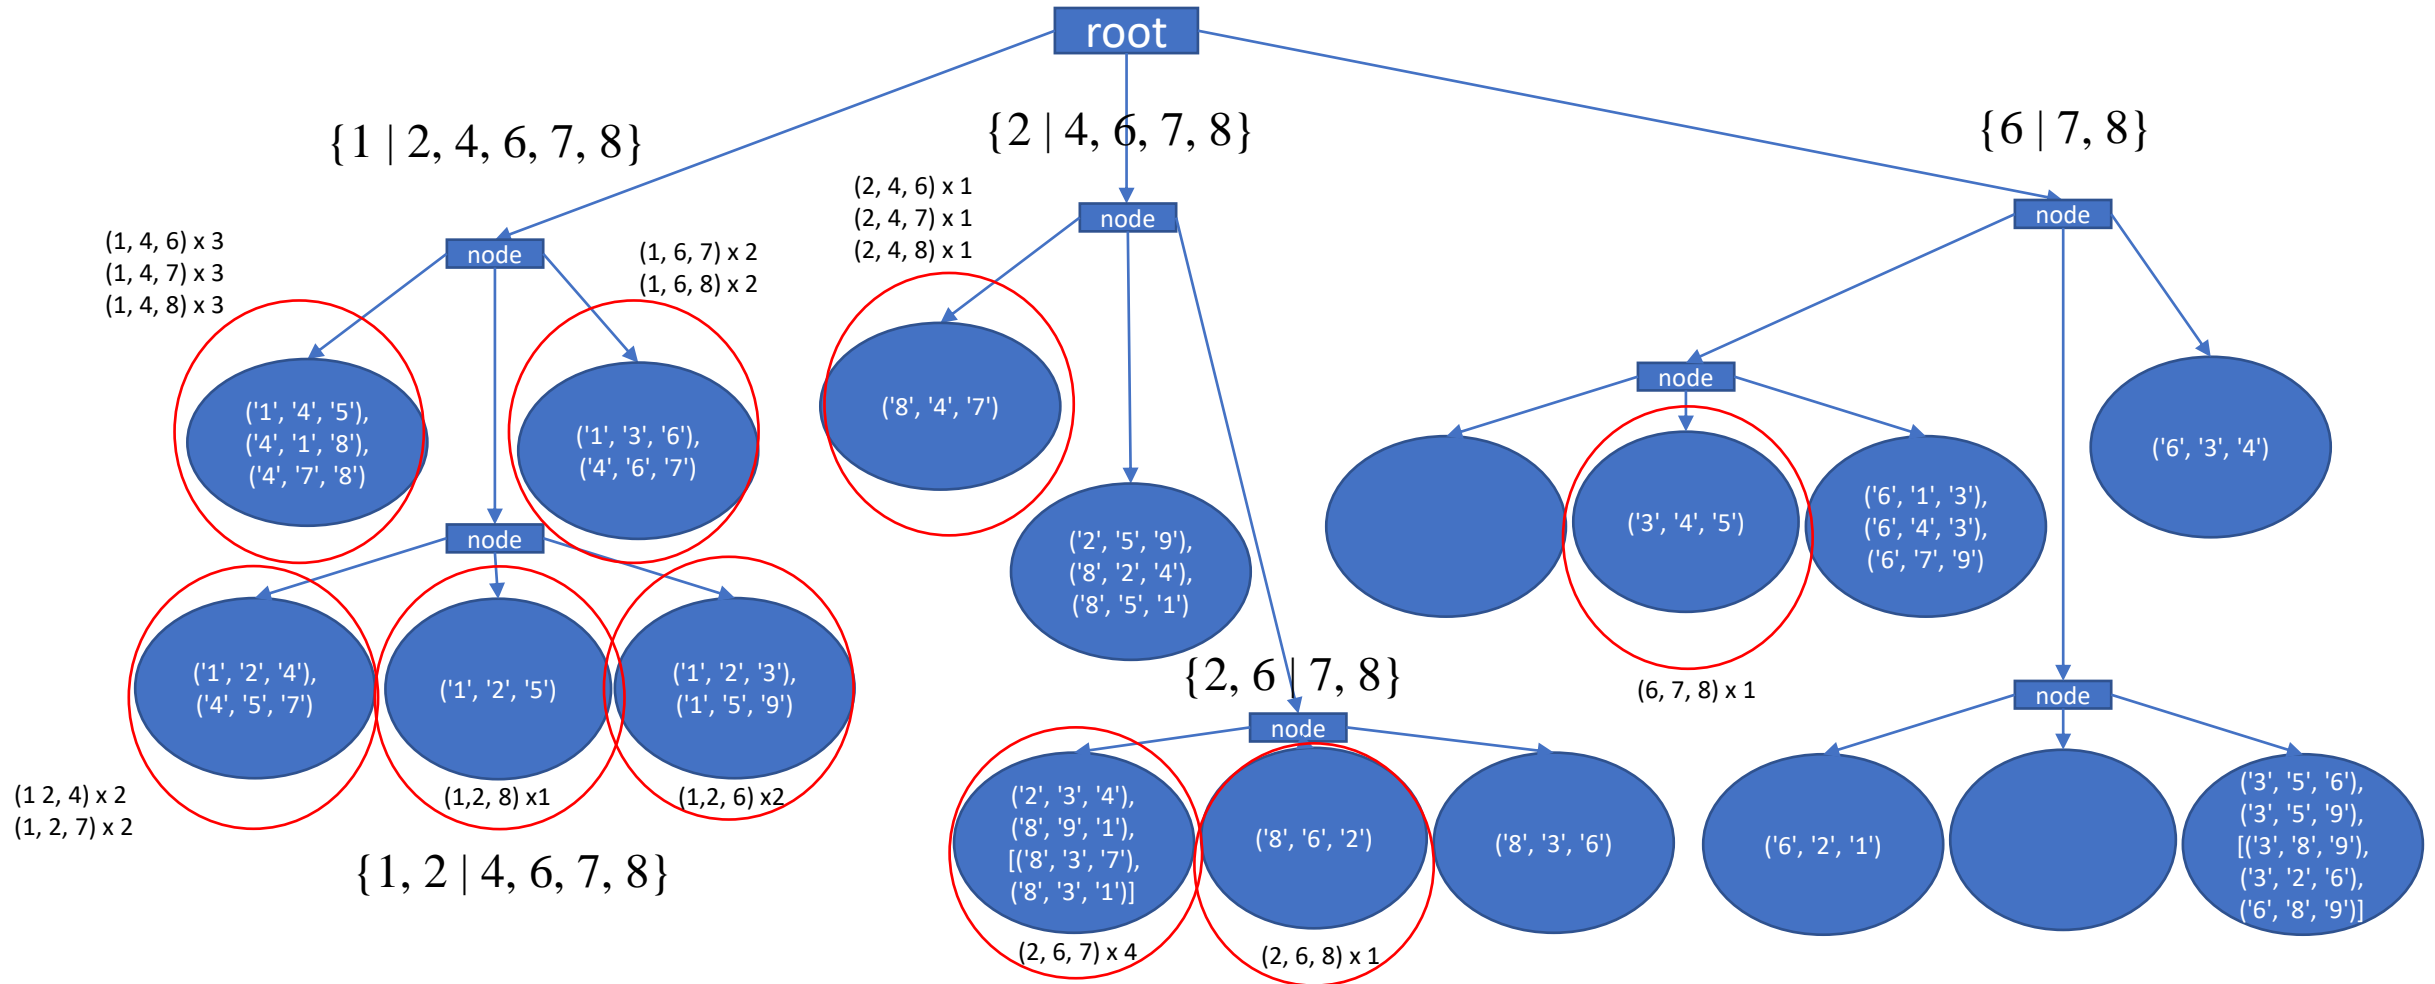 root
{1 | 2, 4, 6, 7, 8}
{2 | 4, 6, 7, 8}
{6 | 7, 8}
(2, 4, 6) x 1
(2, 4, 7) x 1
(2, 4, 8) x 1
node
node
(1, 4, 6) x 3
(1, 4, 7) x 3
(1, 4, 8) x 3
node
(1, 6, 7) x 2
(1, 6, 8) x 2
('1', '4', '5'),
('4', '1', '8'),
('4', '7', '8')
('1', '3', '6'),
('4', '6', '7')
('8', '4', '7')
node
('6', '3', '4')
('3', '4', '5')
('6', '1', '3'),
('6', '4', '3'),
('6', '7', '9')
node
('2', '5', '9'),
('8', '2', '4'),
('8', '5', '1')
('1', '2', '4'),
('4', '5', '7')
('1', '2', '5')
('1', '2', '3'),
('1', '5', '9')
{2, 6 | 7, 8}
(6, 7, 8) x 1
node
node
(1 2, 4) x 2
(1, 2, 7) x 2
(1,2, 8) x1
(1,2, 6) x2
{1, 2 | 4, 6, 7, 8}
('2', '3', '4'),
('8', '9', '1'),
[('8', '3', '7'),
('8', '3', '1')]
('8', '6', '2')
('8', '3', '6')
('6', '2', '1')
('3', '5', '6'),
('3', '5', '9'),
[('3', '8', '9'),
('3', '2', '6'),
('6', '8', '9')]
(2, 6, 7) x 4
(2, 6, 8) x 1